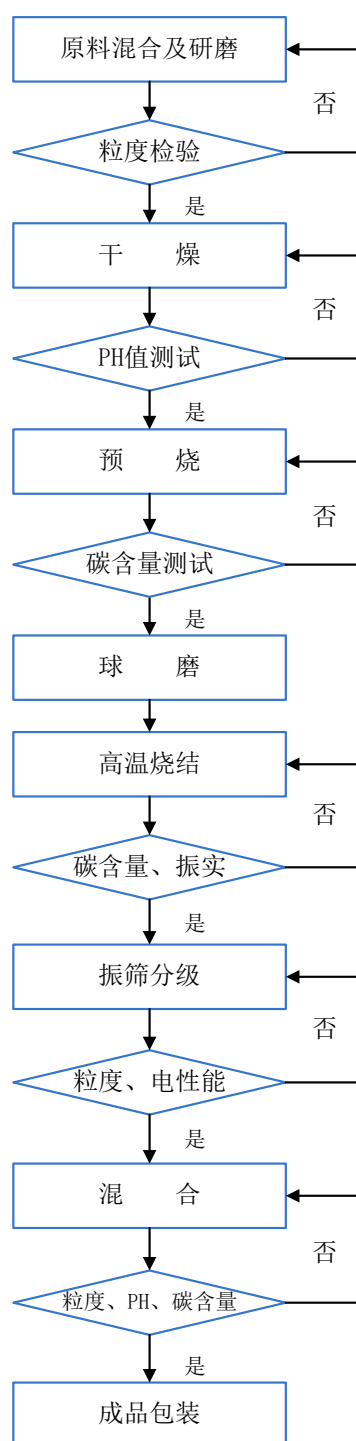 原料混合及研磨
否
粒度检验
是
干　　燥
否
PH值测试
是
预　　烧
否
碳含量测试
是
球　　磨
高温烧结
否
碳含量、振实
是
振筛分级
否
粒度、电性能
是
混　　合
否
粒度、PH、碳含量
是
成品包装